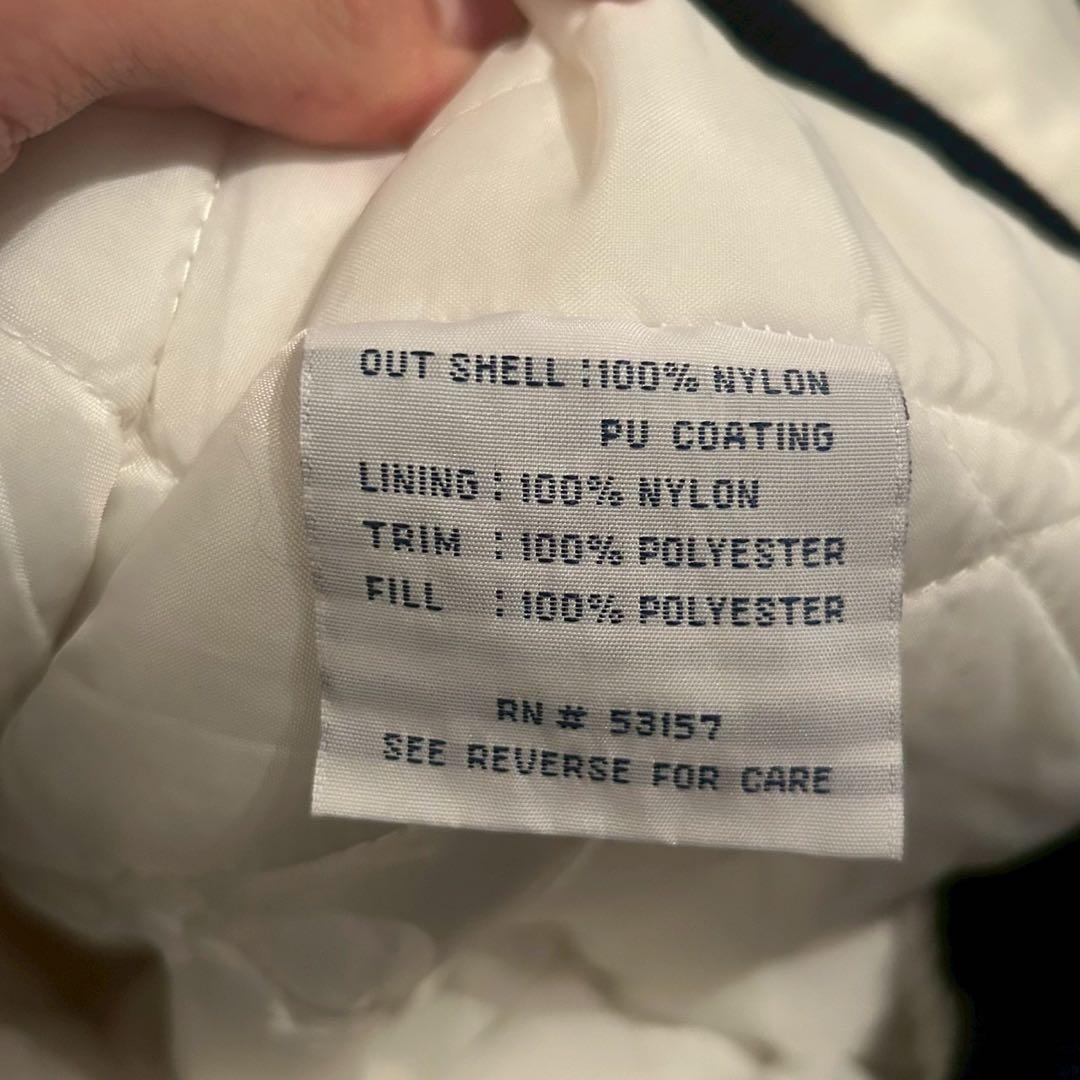 OUT SHELL : 100% NYLON
PU COATING
LINING : 100% NYLON
TRIM : 100% POLYESTER
FILL : 100% POLYESTER
RN # 53157
SEE REVERSE FOR CARE